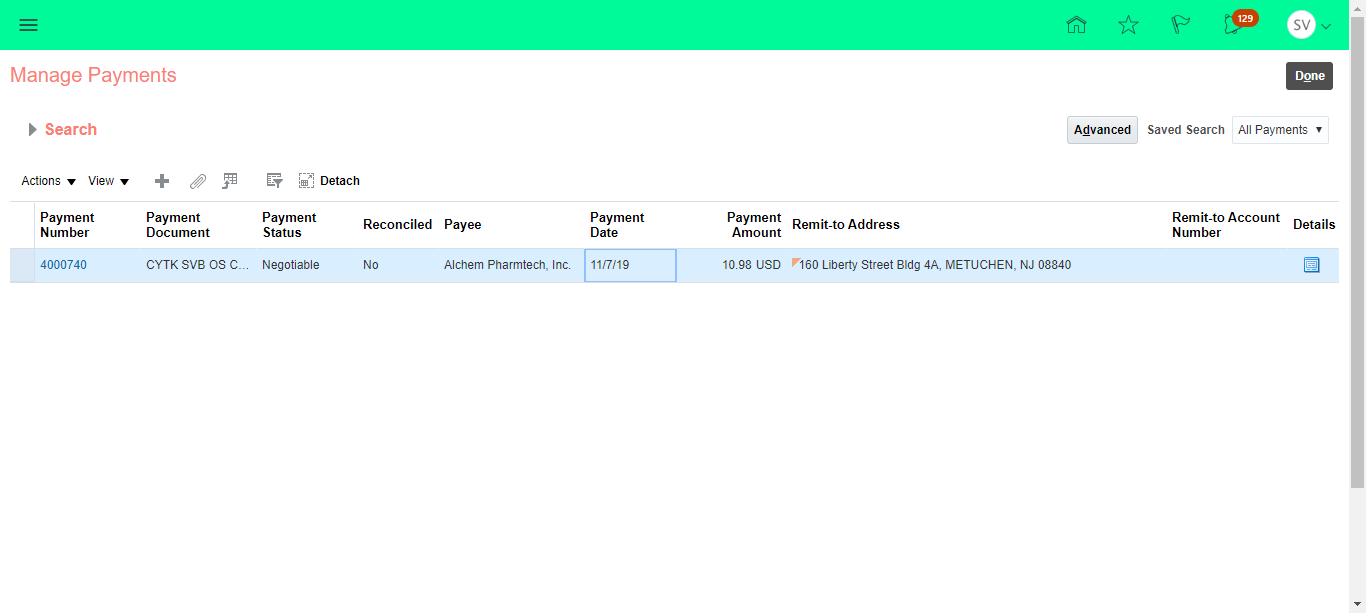 129
SV
Manage Payments
Done
Search
Advanced
Saved Search
All Payments
Actions
View
Detach
Payment Number
Payment Document
Payment Status
Reconciled
Payee
Payment Date
Payment Amount
Remit-to Address
Remit-to Account Number
Details
4000740
CYTK SVB OS C...
Negotiable
No
Alchem Pharmtech, Inc.
11/7/19
10.98 USD
160 Liberty Street Bldg 4A, METUCHEN, NJ 08840